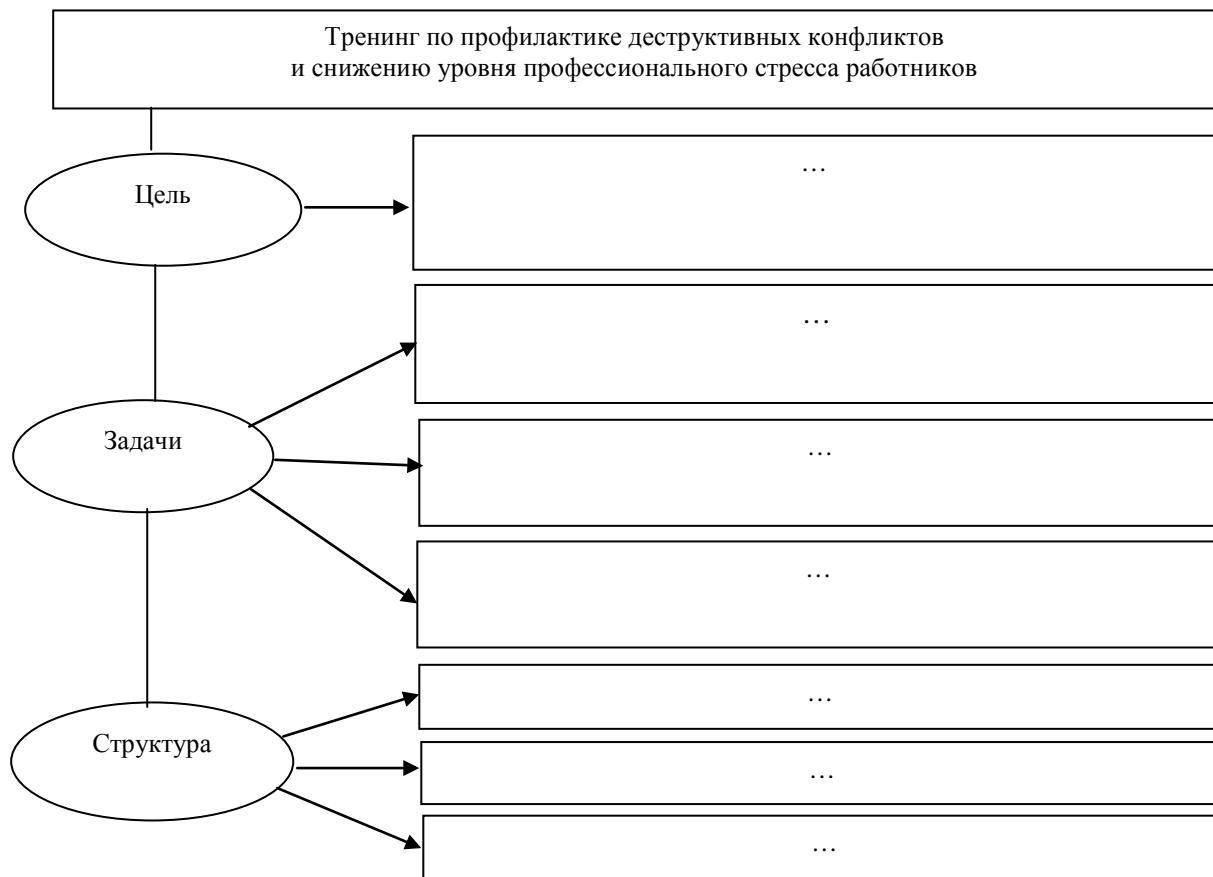 Тренинг по профилактике деструктивных конфликтов
и снижению уровня профессионального стресса работников
Цель
…
…
Задачи
…
…
…
Структура
…
…